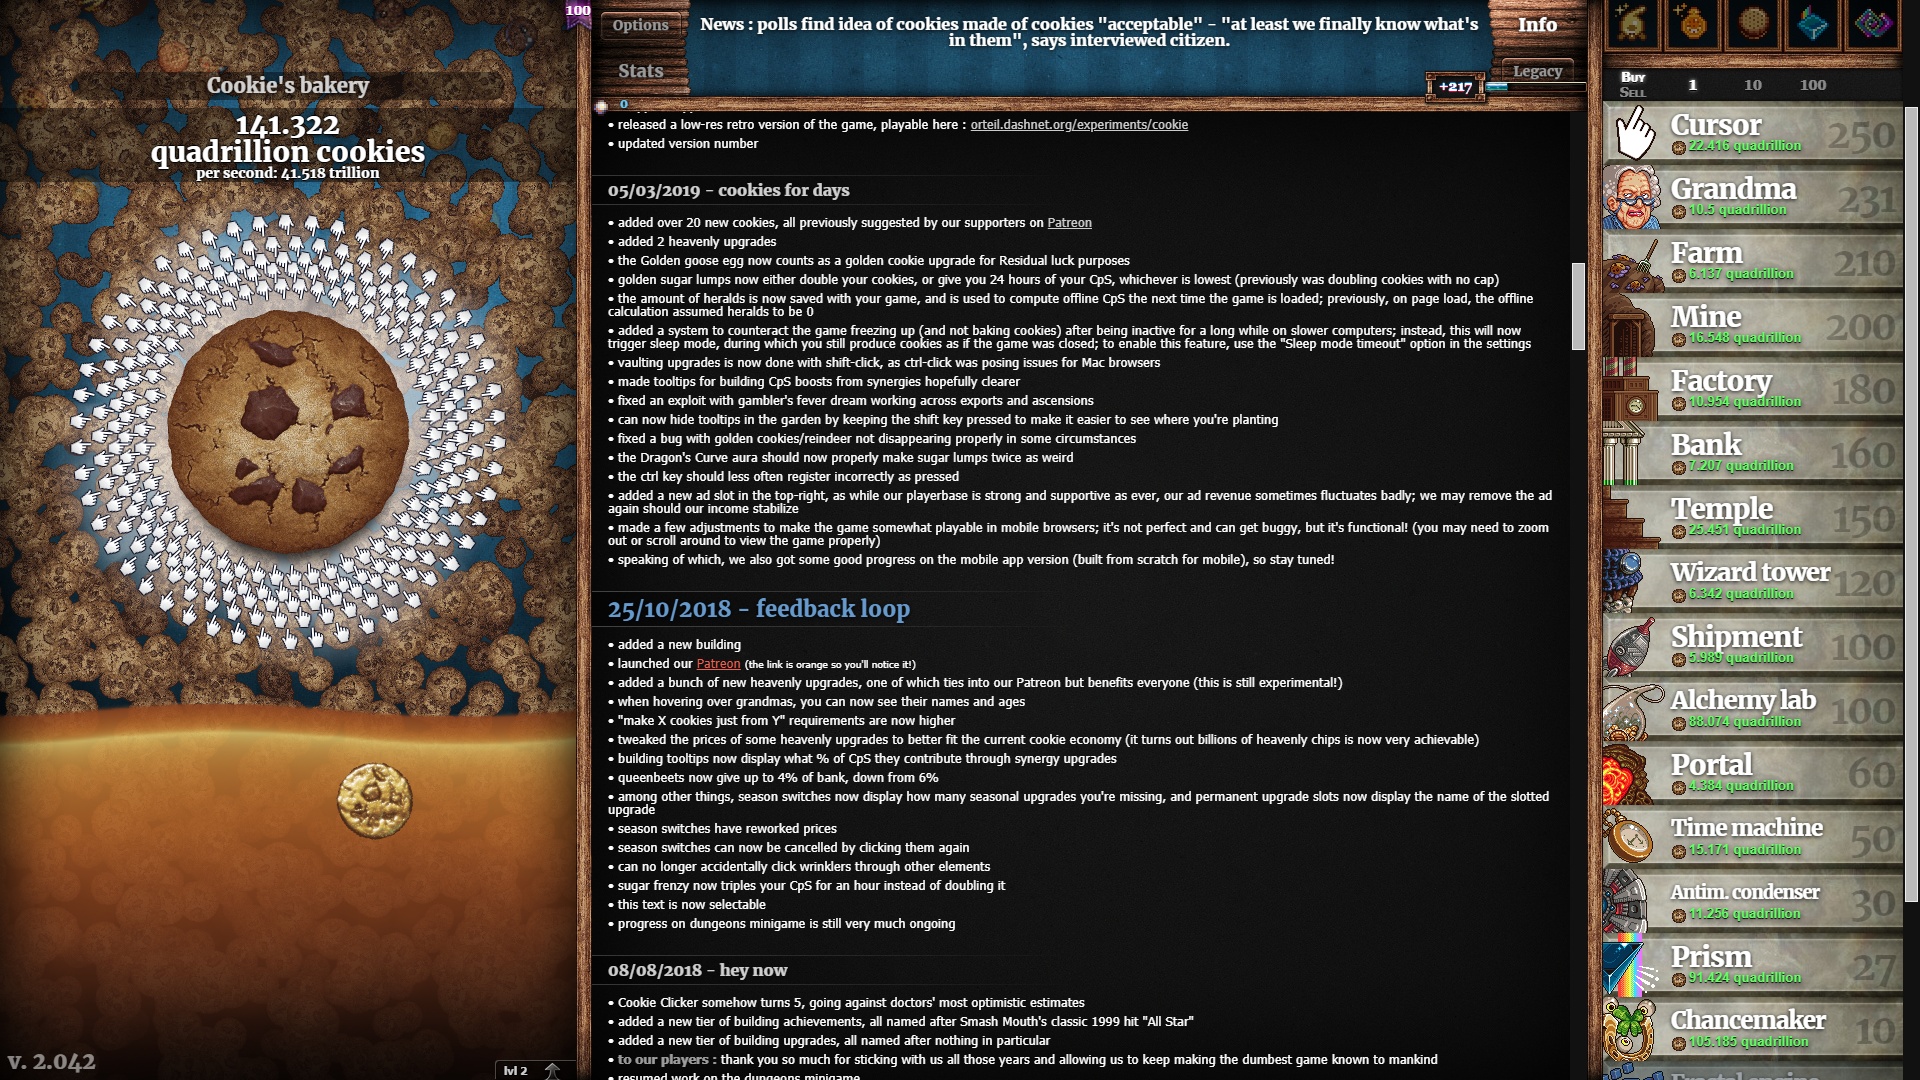 100
Options
Stats
News : polls find idea of cookies made of cookies "acceptable" - "at least we finally know what's
in them", says interviewed citizen.
Info
Legacy
+217
0
Cookie's bakery
141.322
quadrillion cookies
per second: 41.518 trillion
v. 2.042
lvl 2
• released a low-res retro version of the game, playable here : orteil.dashnet.org/experiments/cookie
• updated version number
05/03/2019 - cookies for days
• added over 20 new cookies, all previously suggested by our supporters on Patreon
• added 2 heavenly upgrades
• the Golden goose egg now counts as a golden cookie upgrade for Residual luck purposes
• golden sugar lumps now either double your cookies, or give you 24 hours of your CpS, whichever is lowest (previously was doubling cookies with no cap)
• the amount of heralds is now saved with your game, and is used to compute offline CpS the next time the game is loaded; previously, on page load, the offline
calculation assumed heralds to be 0
• added a system to counteract the game freezing up (and not baking cookies) after being inactive for a long while on slower computers; instead, this will now
trigger sleep mode, during which you still produce cookies as if the game was closed; to enable this feature, use the "Sleep mode timeout" option in the settings
• vaulting upgrades is now done with shift-click, as ctrl-click was posing issues for Mac browsers
• made tooltips for building CpS boosts from synergies hopefully clearer
• fixed an exploit with gambler's fever dream working across exports and ascensions
• can now hide tooltips in the garden by keeping the shift key pressed to make it easier to see where you're planting
• fixed a bug with golden cookies/reindeer not disappearing properly in some circumstances
• the Dragon's Curve aura should now properly make sugar lumps twice as weird
• the ctrl key should less often register incorrectly as pressed
• added a new ad slot in the top-right, as while our playerbase is strong and supportive as ever, our ad revenue sometimes fluctuates badly; we may remove the ad
again should our income stabilize
• made a few adjustments to make the game somewhat playable in mobile browsers; it's not perfect and can get buggy, but it's functional! (you may need to zoom
out or scroll around to view the game properly)
• speaking of which, we also got some good progress on the mobile app version (built from scratch for mobile), so stay tuned!
25/10/2018 - feedback loop
• added a new building
• launched our Patreon (the link is orange so you'll notice it!)
• added a bunch of new heavenly upgrades, one of which ties into our Patreon but benefits everyone (this is still experimental!)
• when hovering over grandmas, you can now see their names and ages
• "make X cookies just from Y" requirements are now higher
• tweaked the prices of some heavenly upgrades to better fit the current cookie economy (it turns out billions of heavenly chips is now very achievable)
• building tooltips now display what % of CpS they contribute through synergy upgrades
• queenbeets now give up to 4% of bank, down from 6%
• among other things, season switches now display how many seasonal upgrades you're missing, and permanent upgrade slots now display the name of the slotted
upgrade
• season switches have reworked prices
• season switches can now be cancelled by clicking them again
• can no longer accidentally click wrinklers through other elements
• sugar frenzy now triples your CpS for an hour instead of doubling it
• this text is now selectable
• progress on dungeons minigame is still very much ongoing
08/08/2018 - hey now
• Cookie Clicker somehow turns 5, going against doctors' most optimistic estimates
• added a new tier of building achievements, all named after Smash Mouth's classic 1999 hit "All Star"
• added a new tier of building upgrades, all named after nothing in particular
• to our players : thank you so much for sticking with us all those years and allowing us to keep making the dumbest game known to mankind
• resumed work on the dungeons minigame
Buy
Sell
1 10 100
Cursor 250
22.416 quadrillion
Grandma 231
10.5 quadrillion
Farm 210
6.137 quadrillion
Mine 200
16.548 quadrillion
Factory 180
10.954 quadrillion
Bank 160
7.207 quadrillion
Temple 150
25.451 quadrillion
Wizard tower 120
6.342 quadrillion
Shipment 100
5.989 quadrillion
Alchemy lab 100
88.074 quadrillion
Portal 60
4.384 quadrillion
Time machine 50
15.171 quadrillion
Antim. condenser 30
11.256 quadrillion
Prism 27
91.424 quadrillion
Chancemaker 10
105.185 quadrillion
Fractal engine